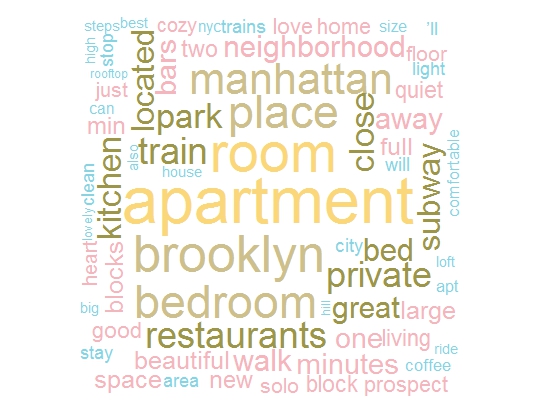 steps best cozy nyc trains love home size 'll
high stop located bars two neighborhood floor
rooftop just manhattan light quiet
can min park place close away
kitchen also train room full will
house subway comfortable
clean lovely apartment
heart blocks brooklyn city bed loft
private apt
big bedroom hill great large
good restaurants one living
stay beautiful walk minutes ride coffee
space area new solo block prospect